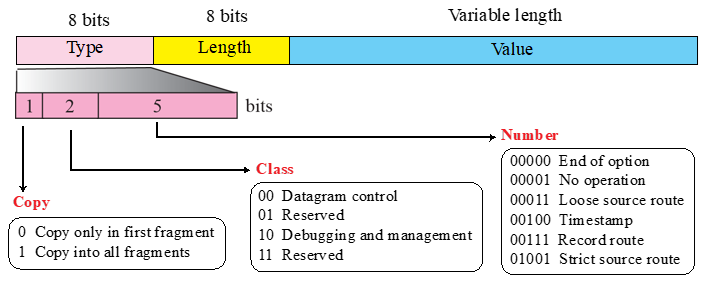 8 bits 8 bits Variable length
Type Length Value
1 2 5 bits
Number
00000 End of option
00001 No operation
00011 Loose source route
00100 Timestamp
00111 Record route
01001 Strict source route
Class
00 Datagram control
01 Reserved
10 Debugging and management
11 Reserved
Copy
0 Copy only in first fragment
1 Copy into all fragments